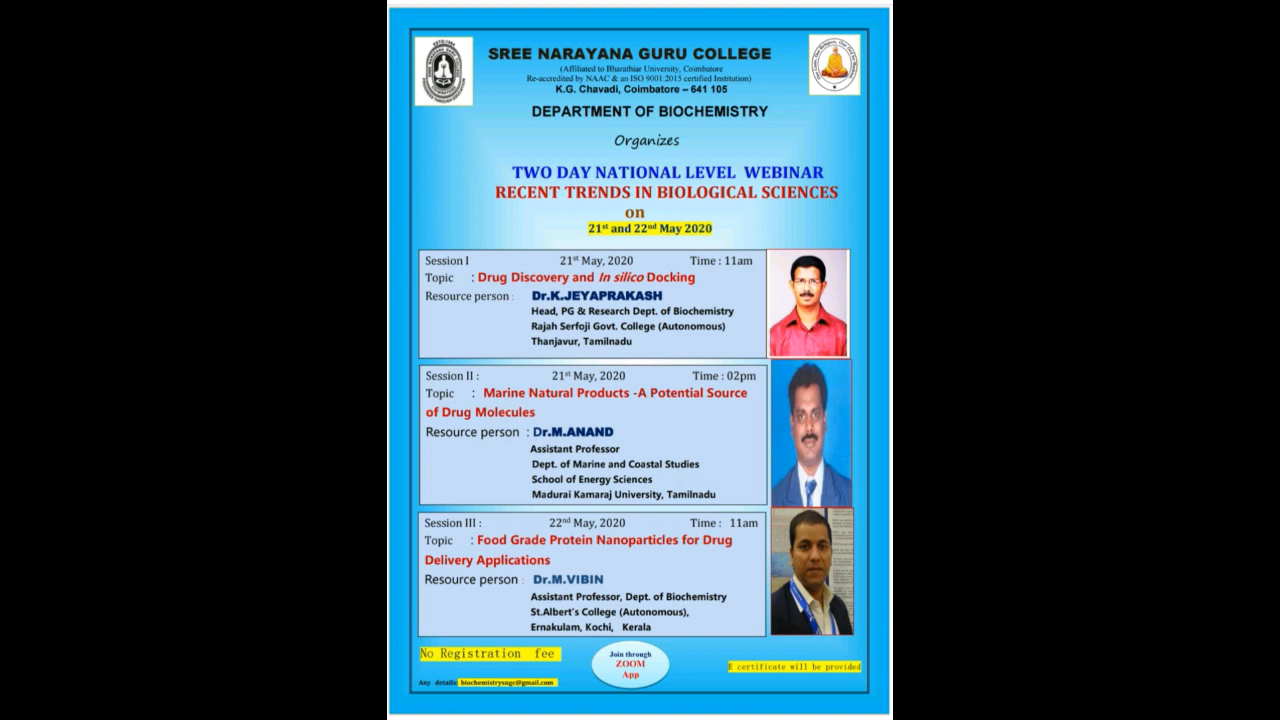 SREE NARAYANA GURU COLLEGE
(Affiliated to Bharathiar University, Coimbatore
Re-accredited by NAAC & an ISO 9001:2015 certified Institution)
K.G. Chavadi, Coimbatore – 641 105
DEPARTMENT OF BIOCHEMISTRY
Organizes
TWO DAY NATIONAL LEVEL WEBINAR
RECENT TRENDS IN BIOLOGICAL SCIENCES
on
21st and 22nd May 2020
Session I 21st May, 2020 Time : 11am
Topic : Drug Discovery and In silico Docking
Resource person : Dr.K.JEYAPRAKASH
Head, PG & Research Dept. of Biochemistry
Rajah Serfoji Govt. College (Autonomous)
Thanjavur, Tamilnadu
Session II : 21st May, 2020 Time : 02pm
Topic : Marine Natural Products -A Potential Source
of Drug Molecules
Resource person : Dr.M.ANAND
Assistant Professor
Dept. of Marine and Coastal Studies
School of Energy Sciences
Madurai Kamaraj University, Tamilnadu
Session III : 22nd May, 2020 Time : 11am
Topic : Food Grade Protein Nanoparticles for Drug
Delivery Applications
Resource person : Dr.M.VIBIN
Assistant Professor, Dept. of Biochemistry
St.Albert's College (Autonomous),
Ernakulam, Kochi, Kerala
No Registration fee
Join through
ZOOM
App
E certificate will be provided
Any details: biochemistrysngc@gmail.com